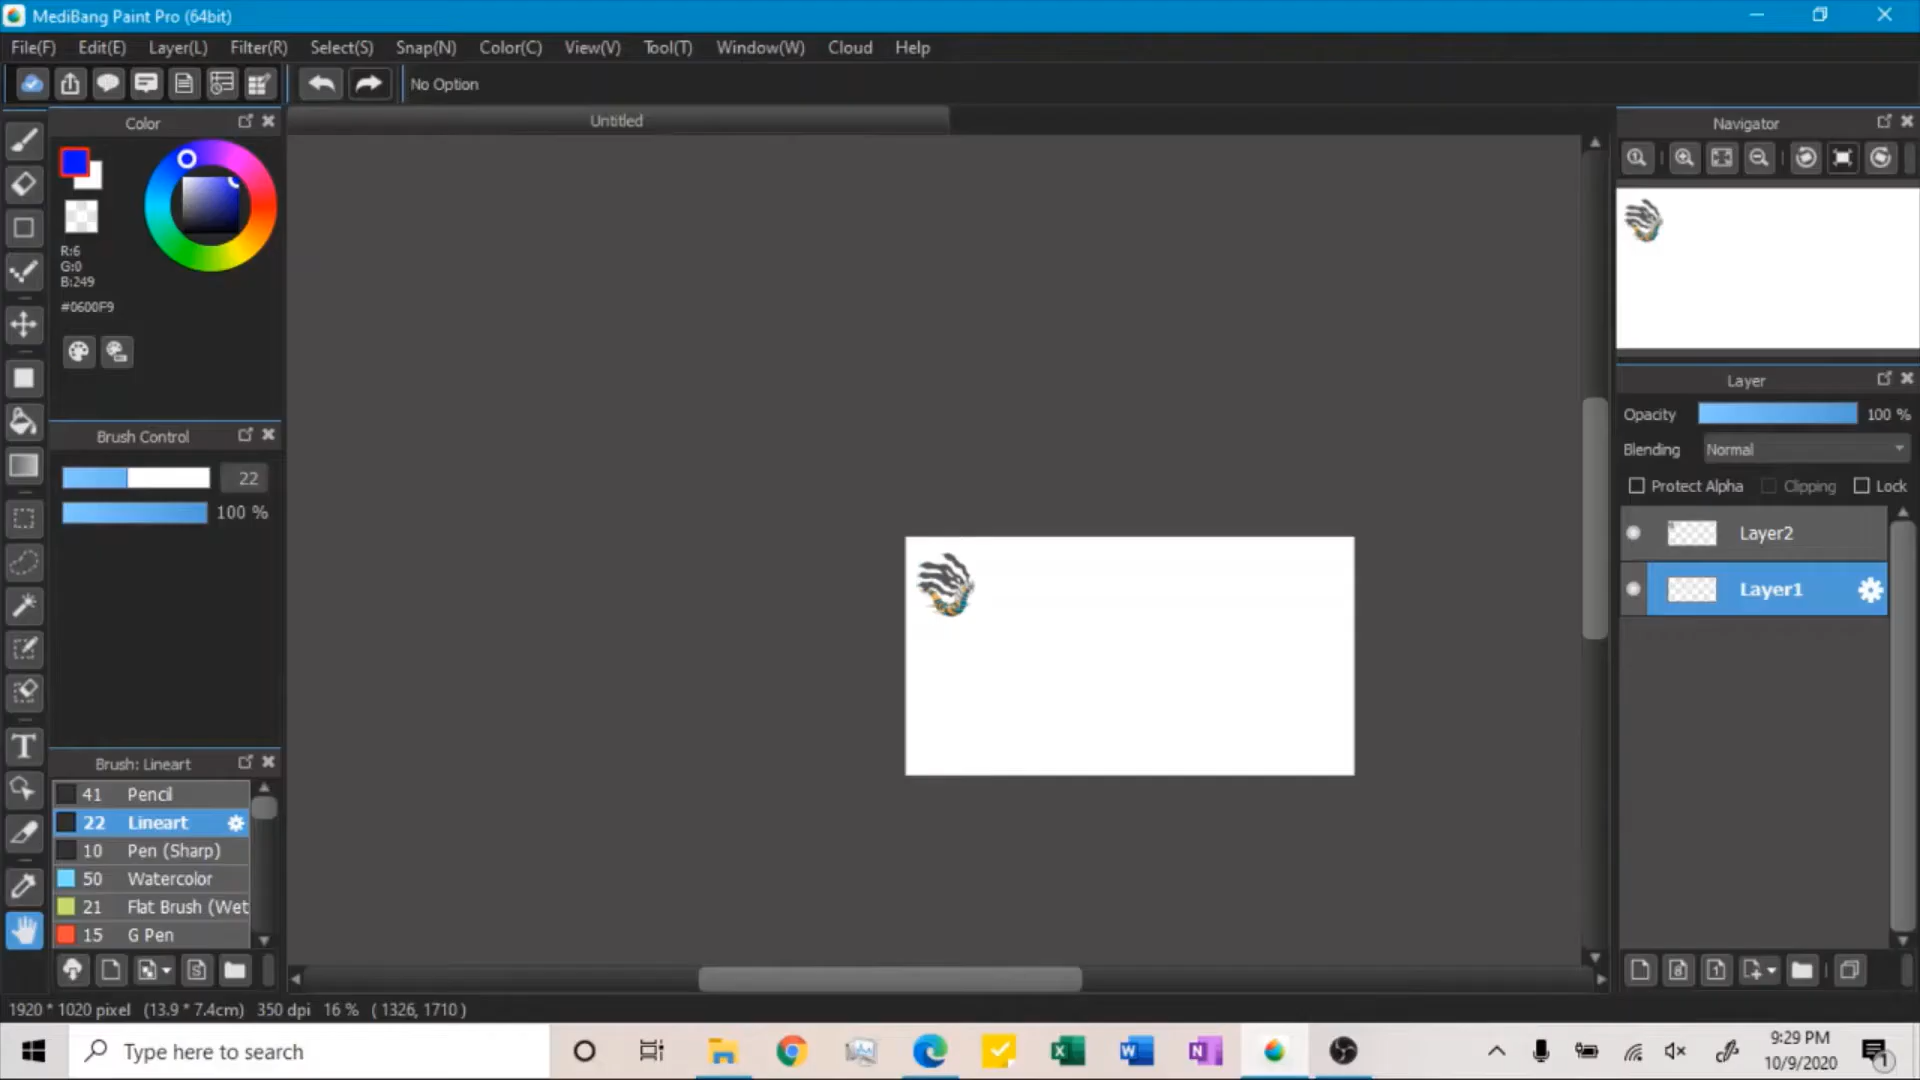 MediBang Paint Pro (64bit)
File(F) Edit(E) Layer(L) Filter(R) Select(S) Snap(N) Color(C) View(V) Tool(T) Window(W) Cloud Help
No Option
Color
Untitled
Navigator
R:6
G:0
B:249
#0600F9
Layer
Opacity 100 %
Blending Normal
Protect Alpha Clipping Lock
Brush Control
22
100 %
Layer2
Layer1
Brush: Lineart
41 Pencil
22 Lineart
10 Pen (Sharp)
50 Watercolor
21 Flat Brush (Wet
15 G Pen
1920 * 1020 pixel (13.9 * 7.4cm) 350 dpi 16 % ( 1326, 1710 )
Type here to search
9:29 PM
10/9/2020
1